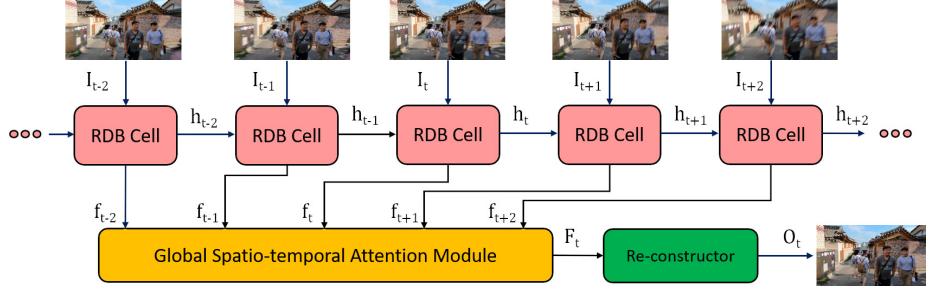 I_{t-2} I_{t-1} I_t I_{t+1} I_{t+2}
RDB Cell h_{t-2} RDB Cell h_{t-1} RDB Cell h_t RDB Cell h_{t+1} RDB Cell h_{t+2}
f_{t-2} f_{t-1} f_t f_{t+1} f_{t+2}
Global Spatio-temporal Attention Module F_t Re-constructor O_t